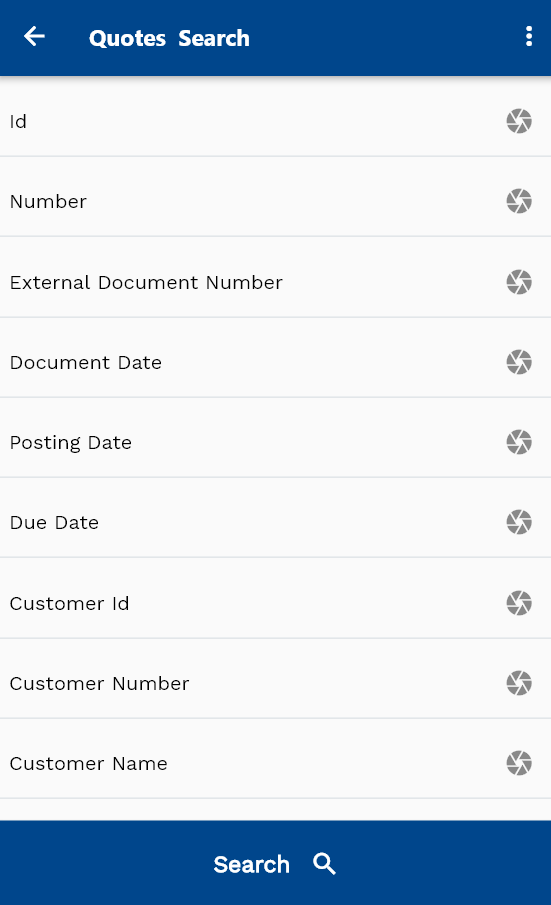 Quotes Search
Id
Number
External Document Number
Document Date
Posting Date
Due Date
Customer Id
Customer Number
Customer Name
Search